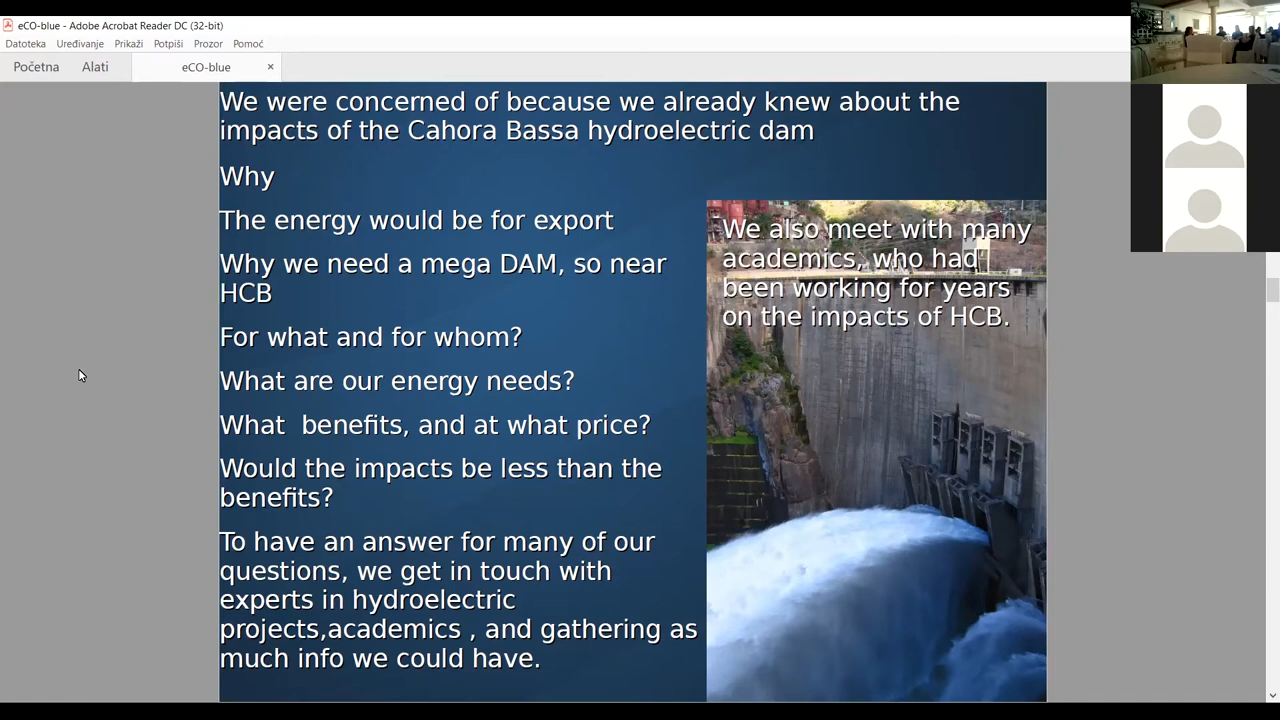 eCO-blue - Adobe Acrobat Reader DC (32-bit)
Datoteka Uređivanje Prikaži Potpiši Prozor Pomoć
Početna Alati eCO-blue ×
We were concerned of because we already knew about the
impacts of the Cahora Bassa hydroelectric dam
Why
The energy would be for export
Why we need a mega DAM, so near
HCB
For what and for whom?
What are our energy needs?
What  benefits, and at what price?
Would the impacts be less than the
benefits?
To have an answer for many of our
questions, we get in touch with
experts in hydroelectric
projects,academics , and gathering as
much info we could have.
We also meet with many
academics, who had
been working for years
on the impacts of HCB.